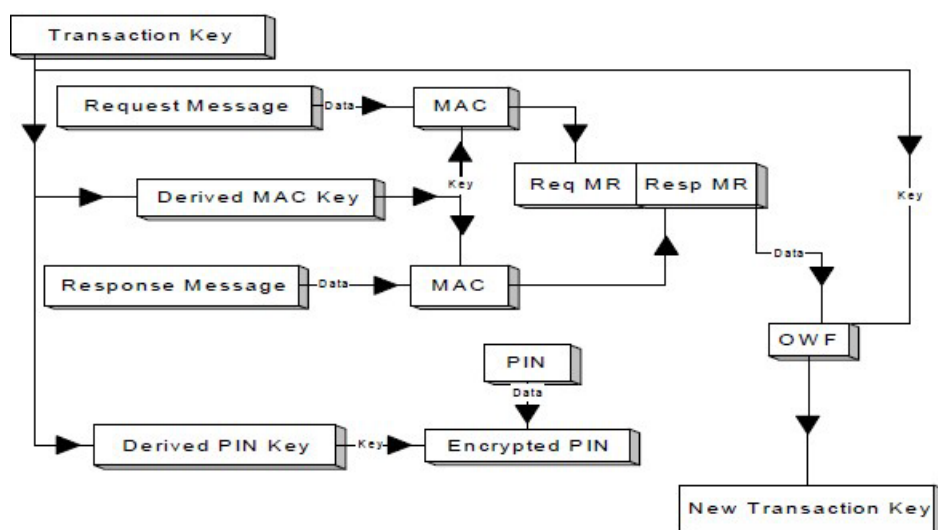 Transaction Key
Request Message
Data
MAC
Req MR
Resp MR
Key
Derived MAC Key
Key
Response Message
Data
MAC
Data
OWF
PIN
Data
Derived PIN Key
Key
Encrypted PIN
New Transaction Key